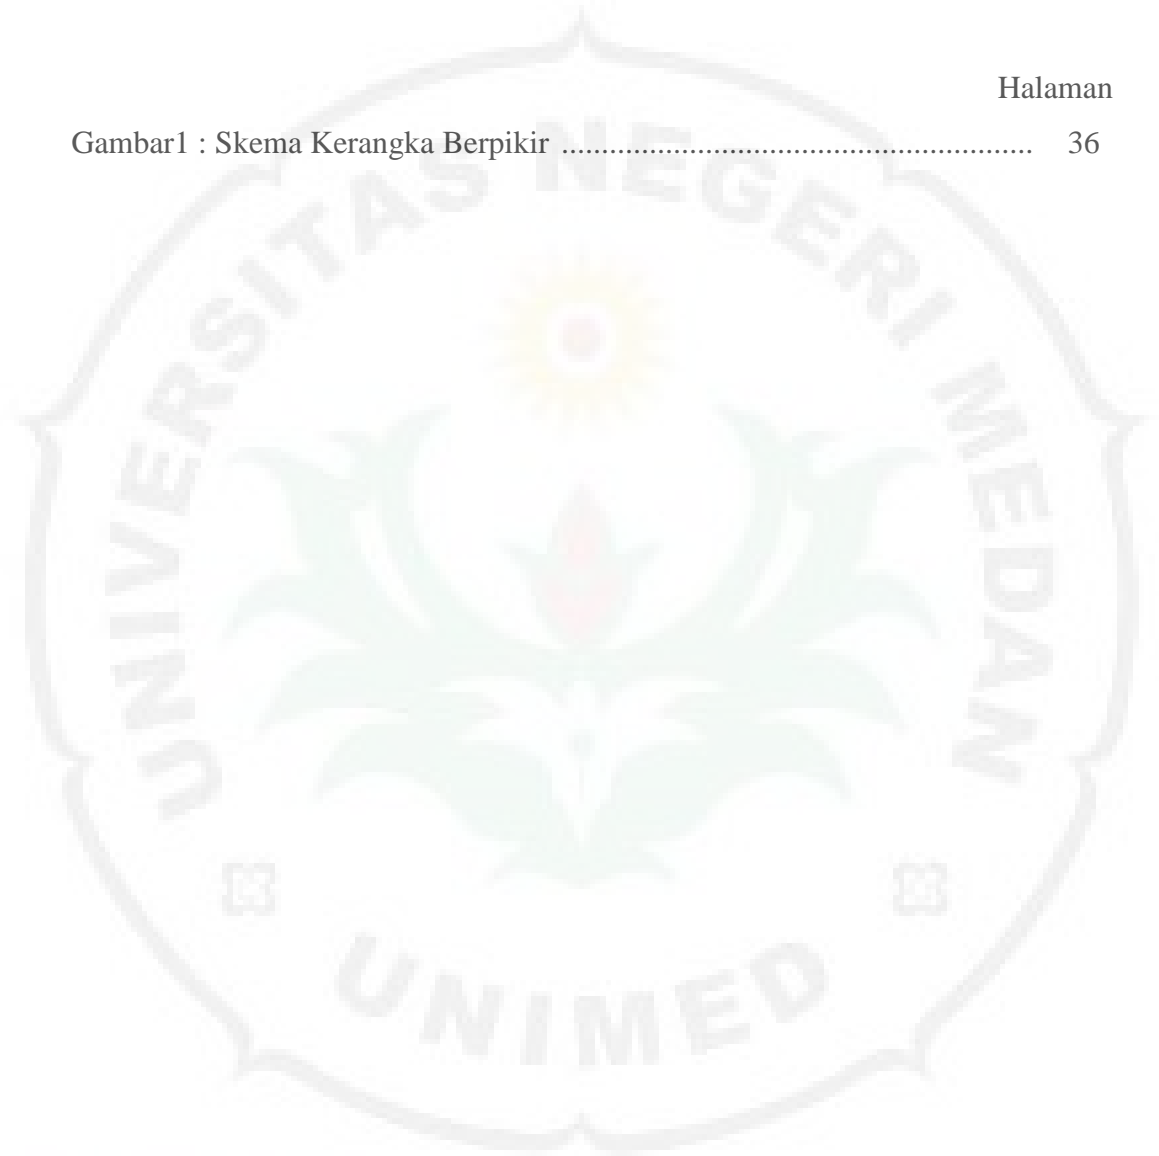 Halaman
Gambar1 : Skema Kerangka Berpikir ..................................................... 36
UNIVERSITAS NEGERI MEDAN
UNIMED